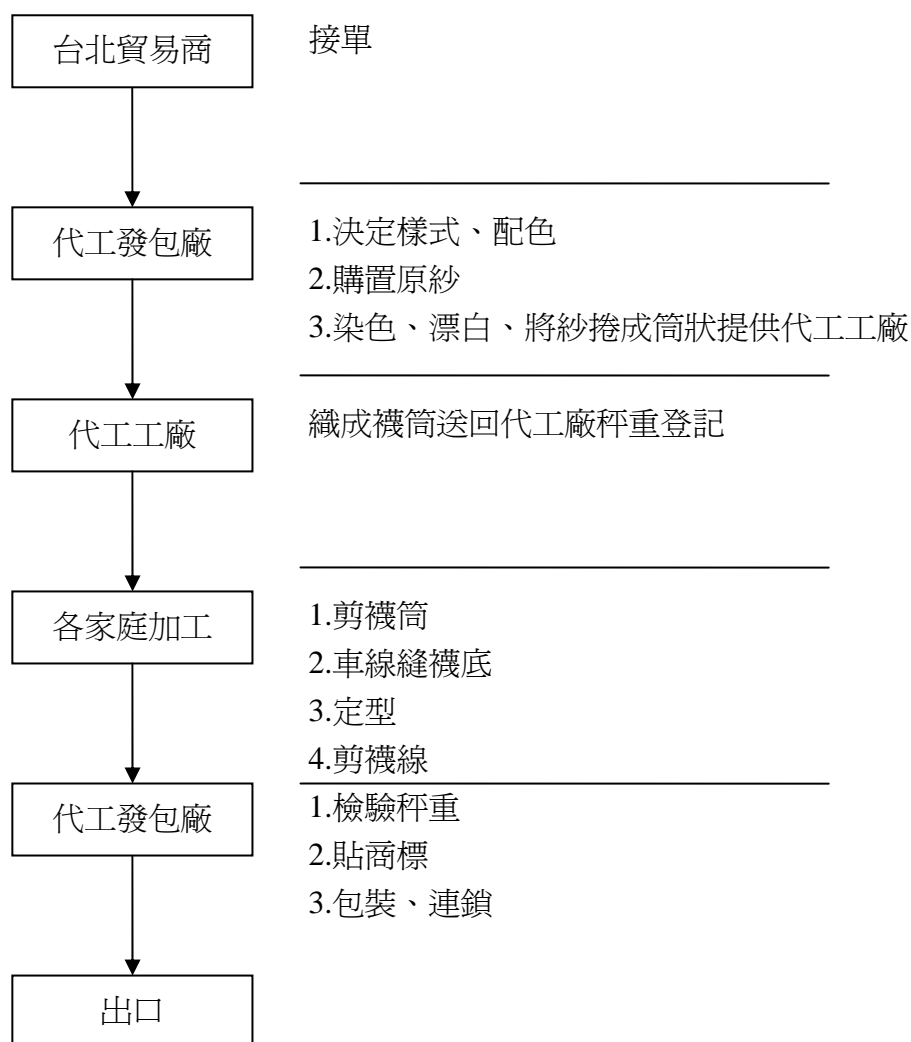 台北貿易商
接單
代工發包廠
1.決定樣式、配色
2.購置原紗
3.染色、漂白、將紗捲成筒狀提供代工工廠
代工工廠
織成襪筒送回代工廠秤重登記
各家庭加工
1.剪襪筒
2.車線縫襪底
3.定型
4.剪襪線
代工發包廠
1.檢驗秤重
2.貼商標
3.包裝、連鎖
出口